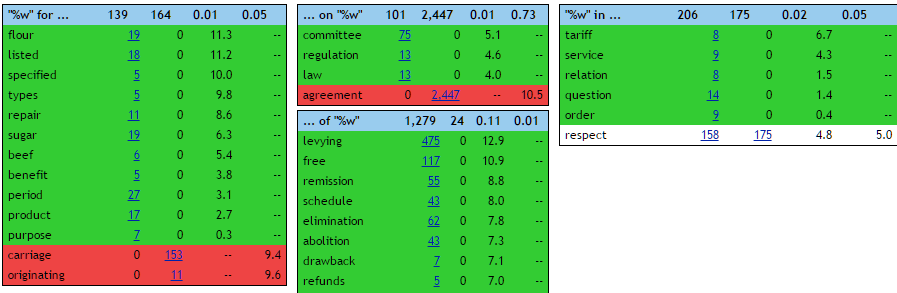 "%w" for ... 139 164 0.01 0.05
flour 19 0 11.3 --
listed 18 0 11.2 --
specified 5 0 10.0 --
types 5 0 9.8 --
repair 11 0 8.6 --
sugar 19 0 6.3 --
beef 6 0 5.4 --
benefit 5 0 3.8 --
period 27 0 3.1 --
product 17 0 2.7 --
purpose 7 0 0.3 --
carriage 0 153 -- 9.4
originating 0 11 -- 9.6
... on "%w" 101 2,447 0.01 0.73
committee 75 0 5.1 --
regulation 13 0 4.6 --
law 13 0 4.0 --
agreement 0 2,447 -- 10.5
... of "%w" 1,279 24 0.11 0.01
levying 475 0 12.9 --
free 117 0 10.9 --
remission 55 0 8.8 --
schedule 43 0 8.0 --
elimination 62 0 7.8 --
abolition 43 0 7.3 --
drawback 7 0 7.1 --
refunds 5 0 7.0 --
"%w" in ... 206 175 0.02 0.05
tariff 8 0 6.7 --
service 9 0 4.3 --
relation 8 0 1.5 --
question 14 0 1.4 --
order 9 0 0.4 --
respect 158 175 4.8 5.0